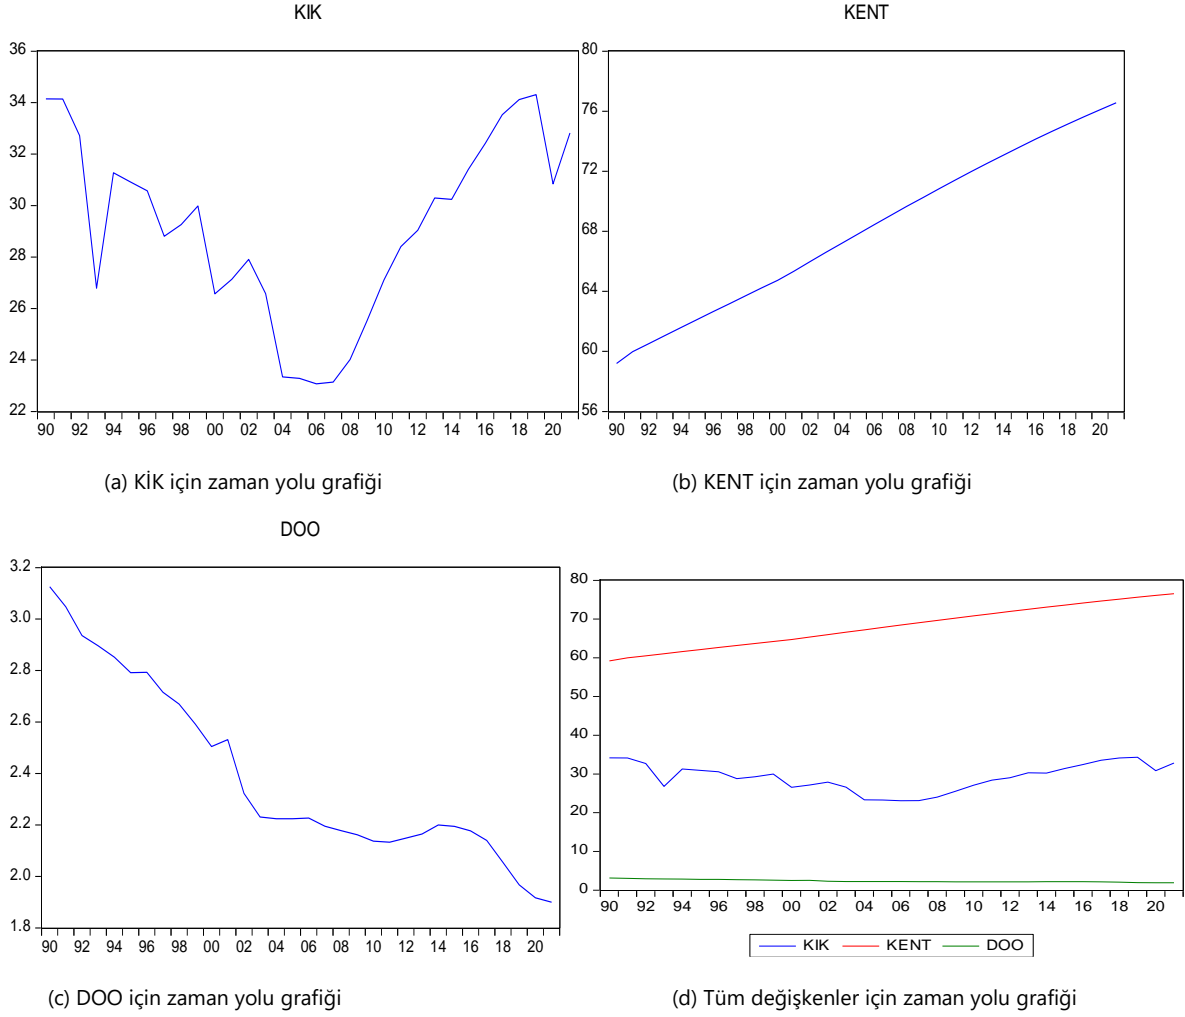 KIK
36
34
32
30
28
26
24
22
90 92 94 96 98 00 02 04 06 08 10 12 14 16 18 20
(a) KİK için zaman yolu grafiği
KENT
80
76
72
68
64
60
56
90 92 94 96 98 00 02 04 06 08 10 12 14 16 18 20
(b) KENT için zaman yolu grafiği
DOO
3.2
3.0
2.8
2.6
2.4
2.2
2.0
1.8
90 92 94 96 98 00 02 04 06 08 10 12 14 16 18 20
(c) DOO için zaman yolu grafiği
80
70
60
50
40
30
20
10
0
90 92 94 96 98 00 02 04 06 08 10 12 14 16 18 20
KIK KENT DOO
(d) Tüm değişkenler için zaman yolu grafiği